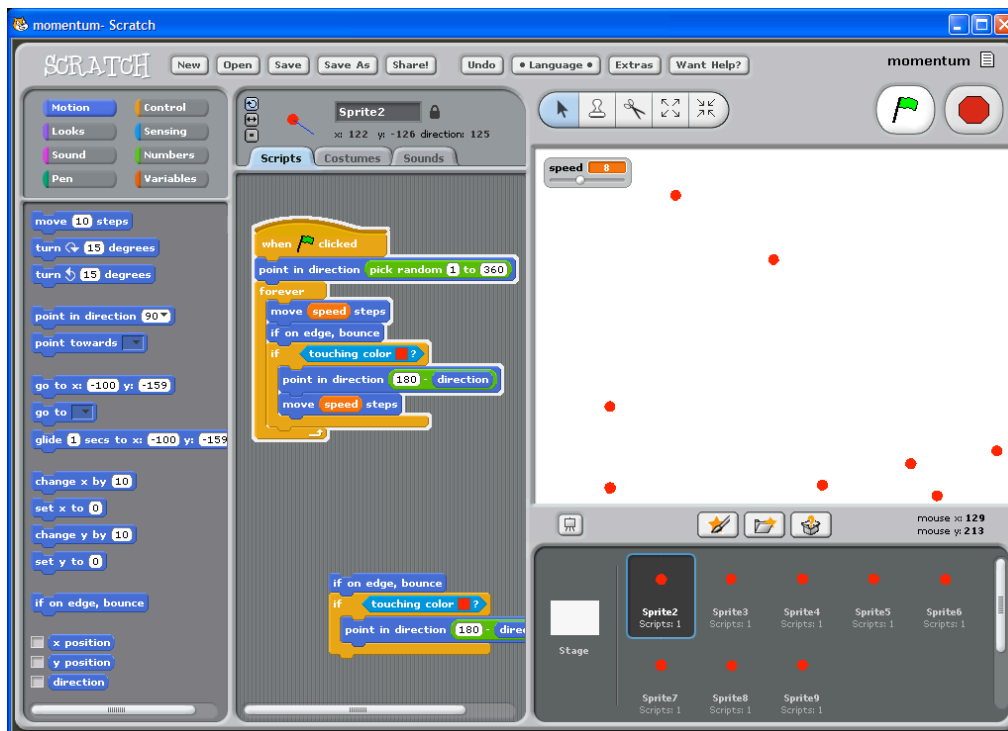 momentum- Scratch
SCRATCH New Open Save Save As Share! Undo • Language • Extras Want Help? momentum
Motion Control
Looks Sensing
Sound Numbers
Pen Variables
move 10 steps
turn 15 degrees
turn 15 degrees
point in direction 90
point towards
go to x: -100 y: -159
go to
glide 1 secs to x: -100 y: -159
change x by 10
set x to 0
change y by 10
set y to 0
if on edge, bounce
x position
y position
direction
Sprite2
x: 122 y: -126 direction: 125
Scripts Costumes Sounds
when clicked
point in direction pick random 1 to 360
forever
move speed steps
if on edge, bounce
if touching color ?
point in direction 180 - direction
move speed steps
if on edge, bounce
if touching color ?
point in direction 180 - direc
speed 8
mouse x: 129
mouse y: 213
Stage
Sprite2 Sprite3 Sprite4 Sprite5 Sprite6
Scripts: 1 Scripts: 1 Scripts: 1 Scripts: 1 Scripts: 1
Sprite7 Sprite8 Sprite9
Scripts: 1 Scripts: 1 Scripts: 1